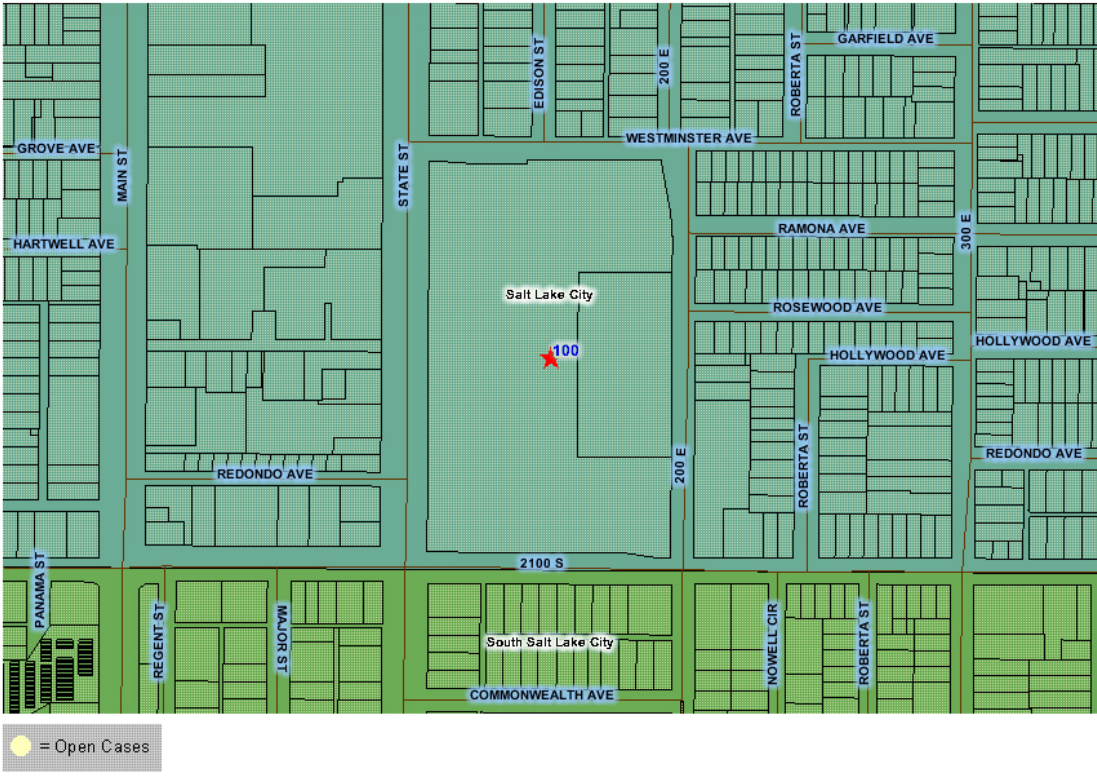 GARFIELD AVE
EDISON ST
200 E
ROBERTA ST
WESTMINSTER AVE
GROVE AVE
MAIN ST
STATE ST
RAMONA AVE
300 E
HARTWELL AVE
Salt Lake City
ROSEWOOD AVE
100
HOLLYWOOD AVE
HOLLYWOOD AVE
REDONDO AVE
200 E
ROBERTA ST
REDONDO AVE
2100 S
PANAMA ST
REGENT ST
MAJOR ST
South Salt Lake City
NOWELL CIR
ROBERTA ST
COMMONWEALTH AVE
= Open Cases